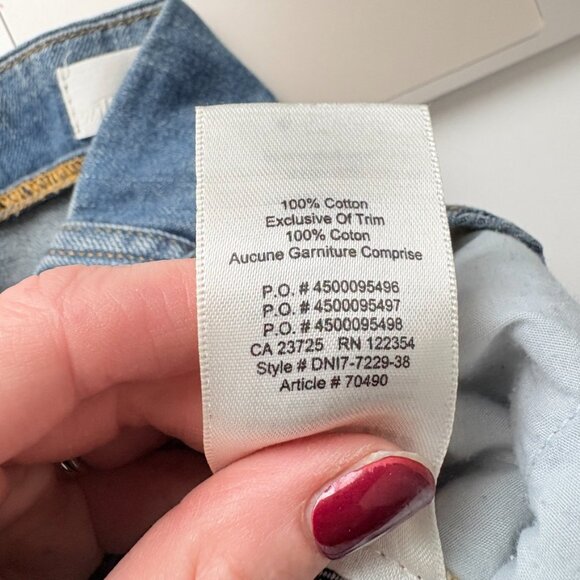 100% Cotton
Exclusive Of Trim
100% Coton
Aucune Garniture Comprise
P.O. # 4500095496
P.O. # 4500095497
P.O. # 4500095498
CA 23725 RN 122354
Style # DNI7-7229-38
Article # 70490